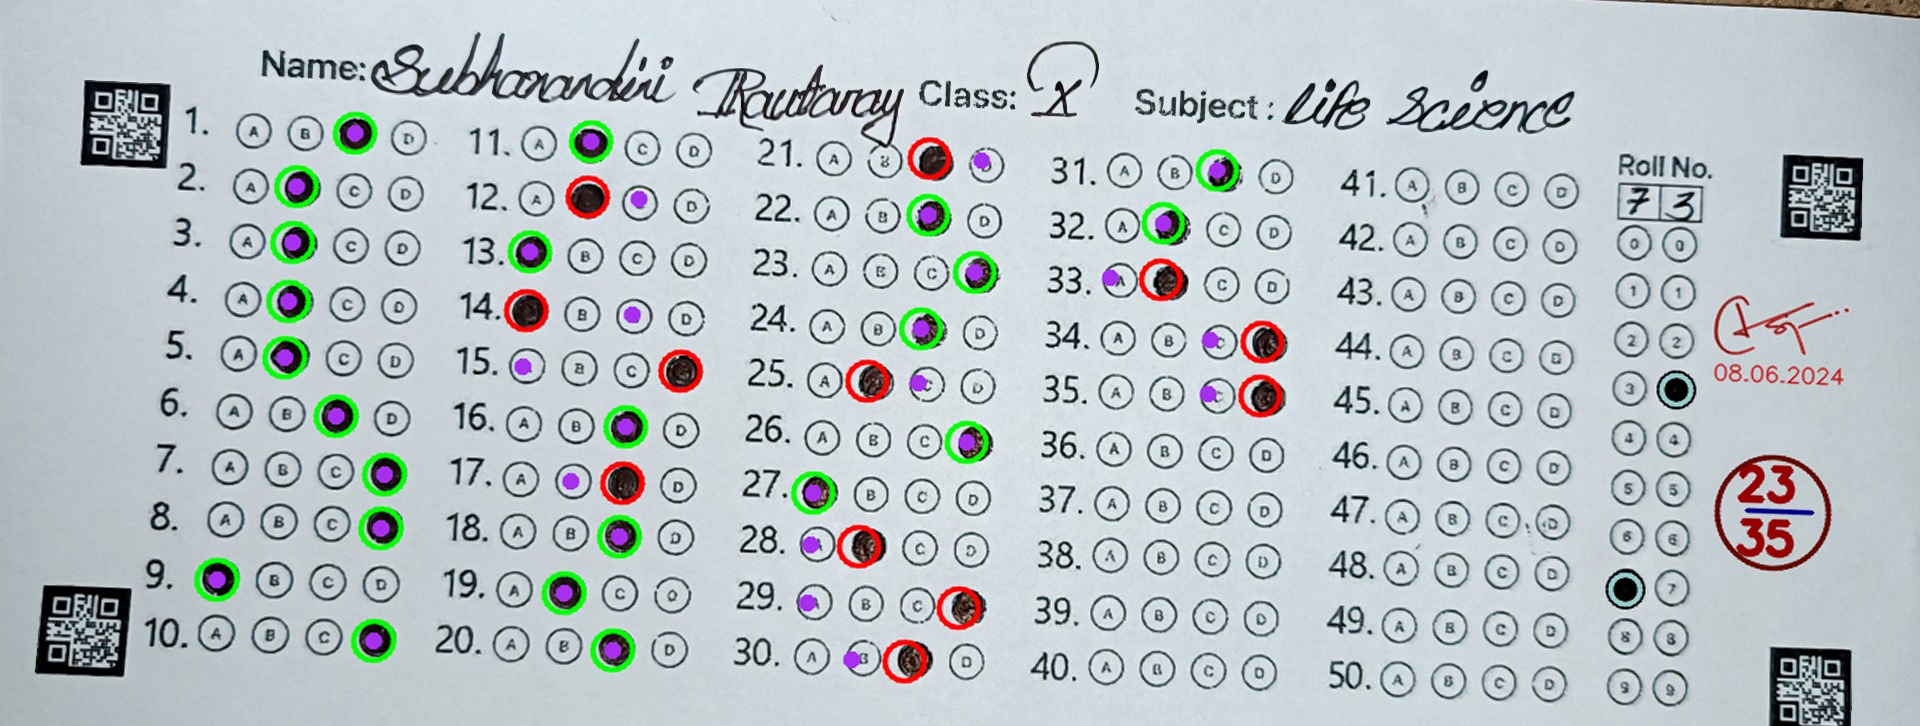 Name: Subhanandini Rautaray Class: X Subject: Life Science
1. A B D
2. A C D
3. A C D
4. A C D
5. A C D
6. A B D
7. A B C
8. A B C
9. B C D
10. A B C
11. A C D
12. A D
13. B C D
14. B D
15. B C
16. A B D
17. A D
18. A B D
19. A C D
20. A B D
21. A B
22. A B D
23. A B C
24. A B D
25. A C D
26. A B C
27. B C D
28. A C D
29. A B C
30. A B D
31. A B D
32. A C D
33. A C D
34. A B C
35. A B C
36. A B C D
37. A B C D
38. A B C D
39. A B C D
40. A B C D
41. A B C D
42. A B C D
43. A B C D
44. A B C D
45. A B C D
46. A B C D
47. A B C D
48. A B C D
49. A B C D
50. A B C D
Roll No.
7 3
0 0
1 1
2 2
3
4 4
5 5
6 6
7
8 8
9 9
08.06.2024
23
35